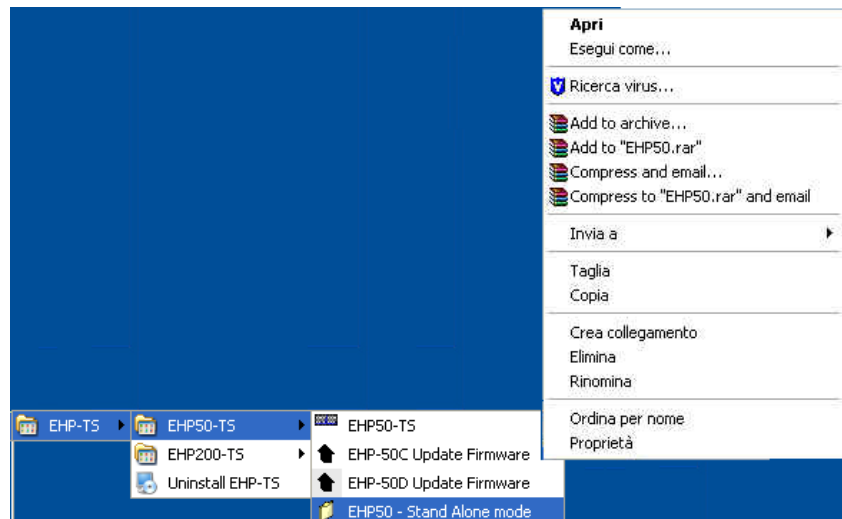 Apri
Esegui come...
Ricerca virus...
Add to archive...
Add to "EHP50.rar"
Compress and email...
Compress to "EHP50.rar" and email
Invia a
Taglia
Copia
Crea collegamento
Elimina
Rinomina
Ordina per nome
Proprietà
EHP-TS
EHP50-TS
EHP200-TS
Uninstall EHP-TS
EHP50-TS
EHP-50C Update Firmware
EHP-50D Update Firmware
EHP50 - Stand Alone mode